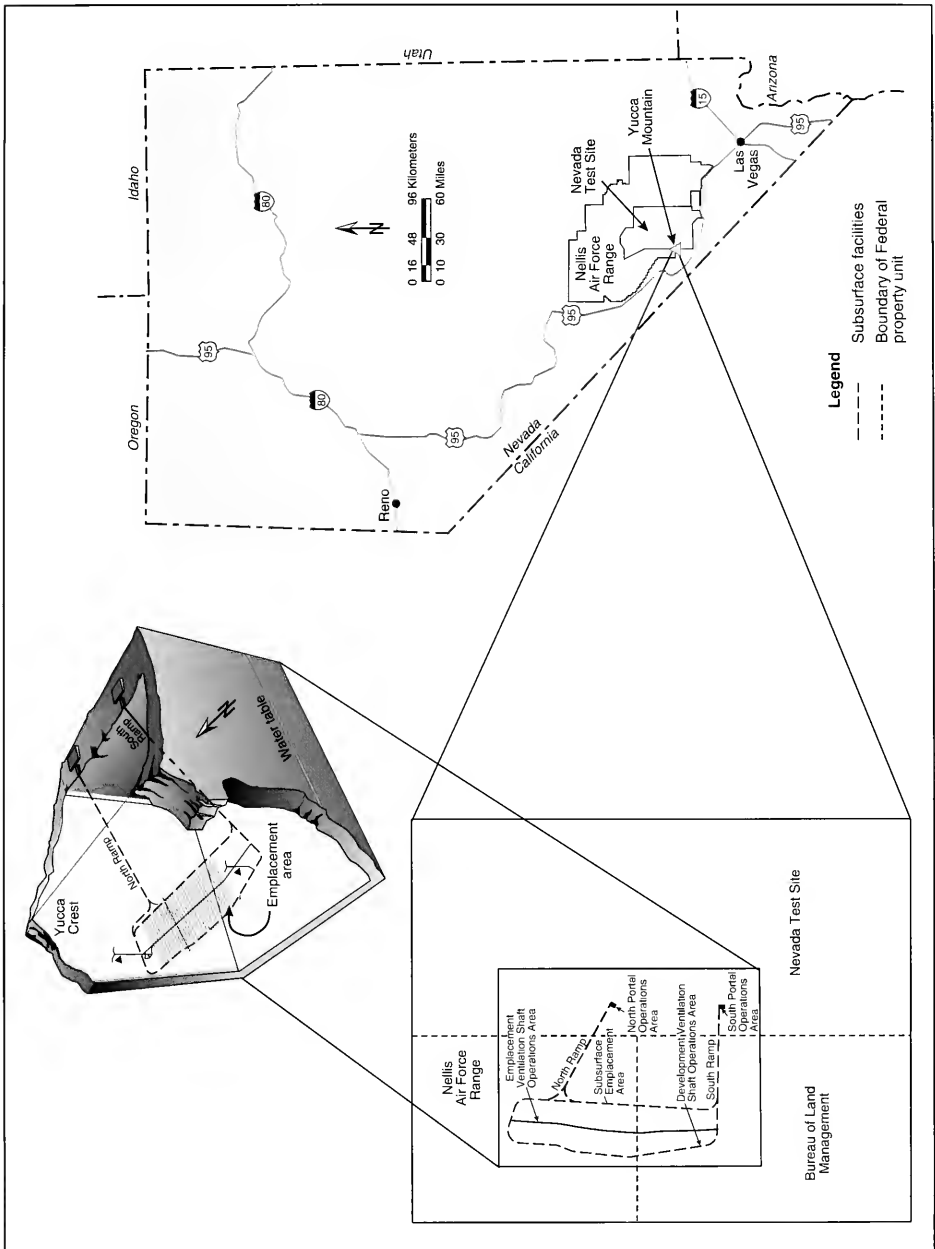 Oregon
Idaho
Utah
95
80
80
Reno
95
95
N
0 16 48 96 Kilometers
0 10 30 60 Miles
Nevada
California
Nellis
Air Force
Range
Nevada
Test Site
Yucca
Mountain
15
Las
Vegas
95
Arizona
Legend
Subsurface facilities
Boundary of Federal
property unit
Yucca
Crest
North Ramp
South
Ramp
Emplacement
area
N
Water table
Nellis
Air Force
Range
Nevada Test Site
Bureau of Land
Management
Emplacement
Ventilation Shaft
Operations Area
North Ramp
Subsurface
Emplacement
Area
North Portal
Operations
Area
Development Ventilation
Shaft Operations Area
South Ramp
South Portal
Operations
Area